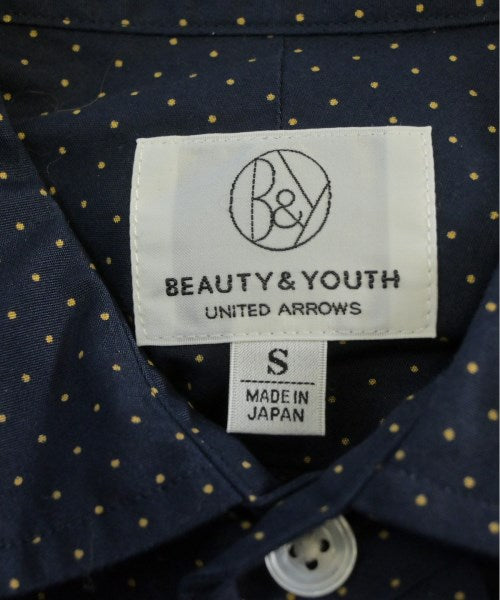 B&Y
BEAUTY & YOUTH
UNITED ARROWS
S
MADE IN
JAPAN